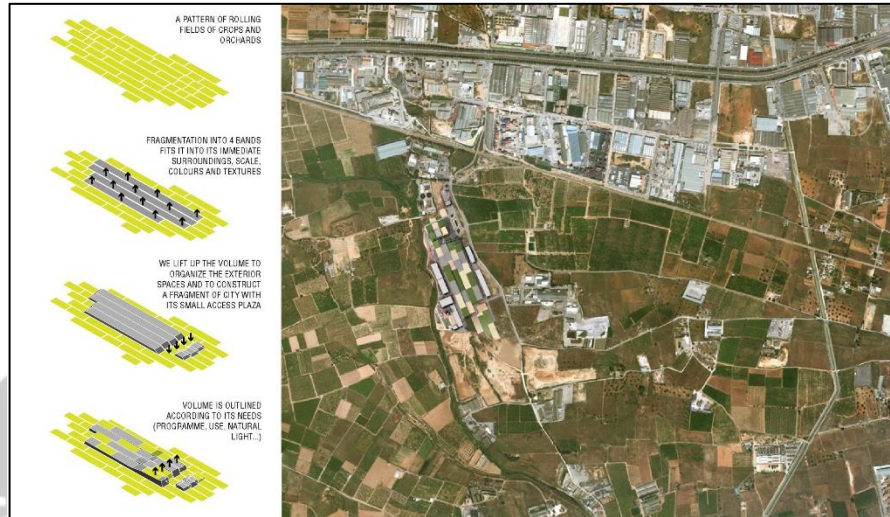 A PATTERN OF ROLLING
FIELDS OF CROPS AND
ORCHARDS
FRAGMENTATION INTO 4 BANDS
FITS IT INTO ITS IMMEDIATE
SURROUNDINGS, SCALE,
COLOURS AND TEXTURES
WE LIFT UP THE VOLUME TO
ORGANIZE THE EXTERIOR
SPACES AND TO CONSTRUCT
A FRAGMENT OF CITY WITH
ITS SMALL ACCESS PLAZA
VOLUME IS OUTLINED
ACCORDING TO ITS NEEDS
(PROGRAMME, USE, NATURAL
LIGHT...)